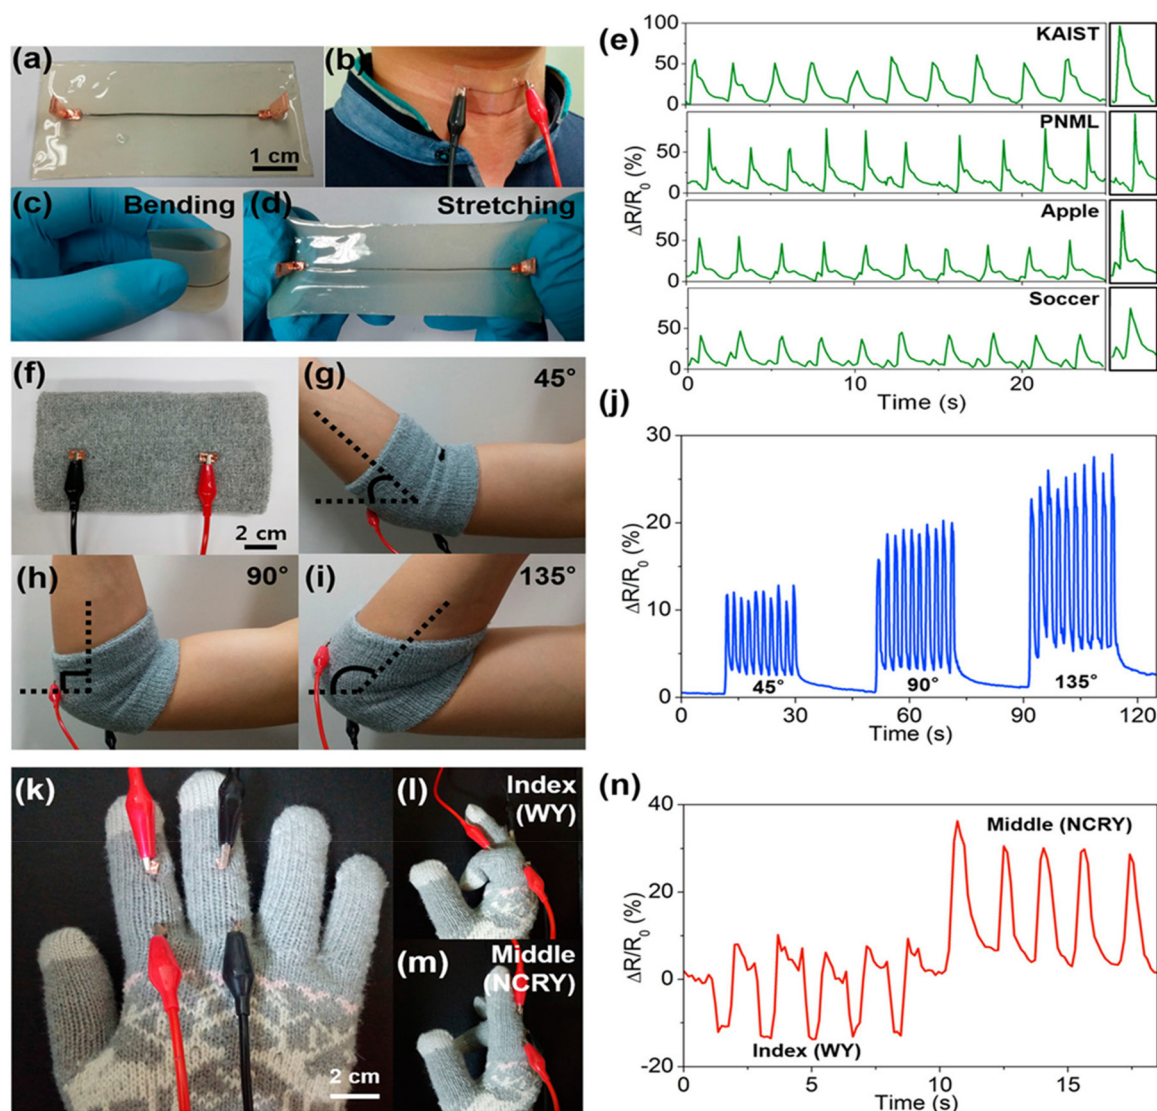 (a)
1 cm
(b)
(c)
Bending
(d)
Stretching
(e)
ΔR/R0 (%)
100
50
0
KAIST
50
0
PNML
50
0
Apple
50
0
Soccer
0
10
20
Time (s)
(f)
2 cm
(g)
45°
(h)
90°
(i)
135°
(j)
ΔR/R0 (%)
30
20
10
0
45°
90°
135°
0
30
60
90
120
Time (s)
(k)
2 cm
(l)
Index
(WY)
(m)
Middle
(NCRY)
(n)
ΔR/R0 (%)
40
20
0
-20
Middle (NCRY)
Index (WY)
0
5
10
15
Time (s)